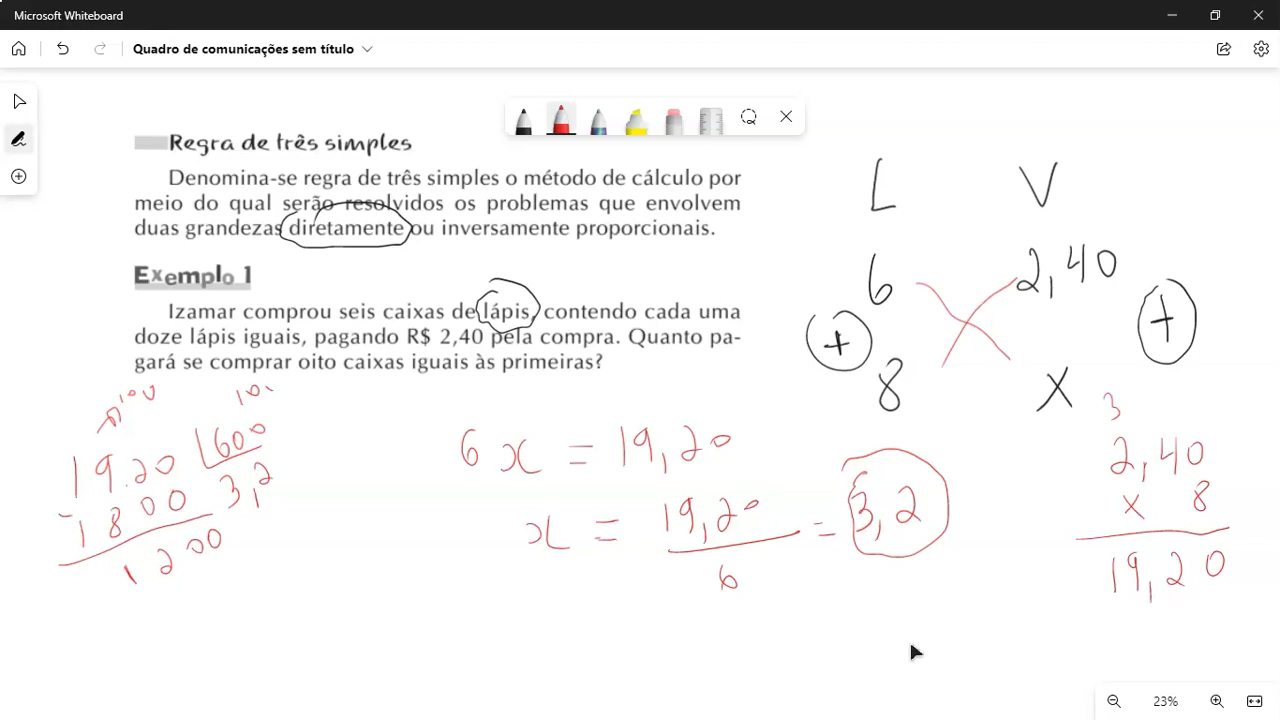 Microsoft Whiteboard
Quadro de comunicações sem título
Regra de três simples
Denomina-se regra de três simples o método de cálculo por
meio do qual serão resolvidos os problemas que envolvem
duas grandezas diretamente ou inversamente proporcionais.
Exemplo 1
Izamar comprou seis caixas de lápis, contendo cada uma
doze lápis iguais, pagando R$ 2,40 pela compra. Quanto pa-
gará se comprar oito caixas iguais às primeiras?
L V
6 2,40
+ +
8 X
3
2,40
x 8
19,20
6x = 19,20
x = 19,20 / 6 = 3,2
19.20 600
- 1800 3,2
1200
23%